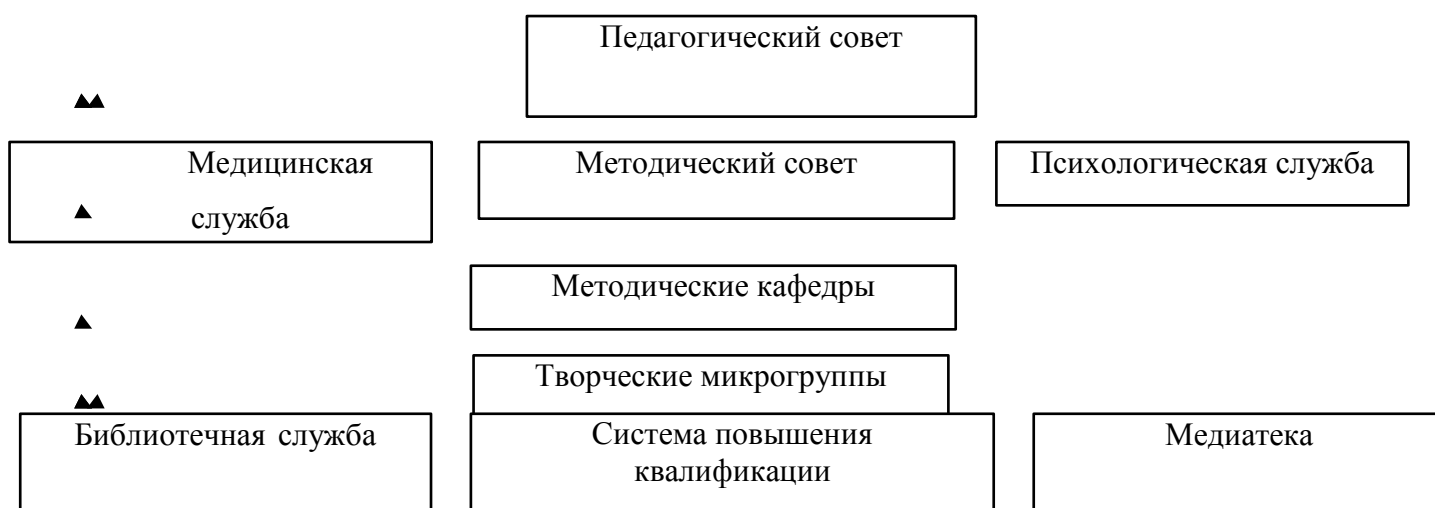 Педагогический совет
Медицинская
служба
Методический совет
Психологическая служба
Методические кафедры
Творческие микрогруппы
Библиотечная служба
Система повышения
квалификации
Медиатека